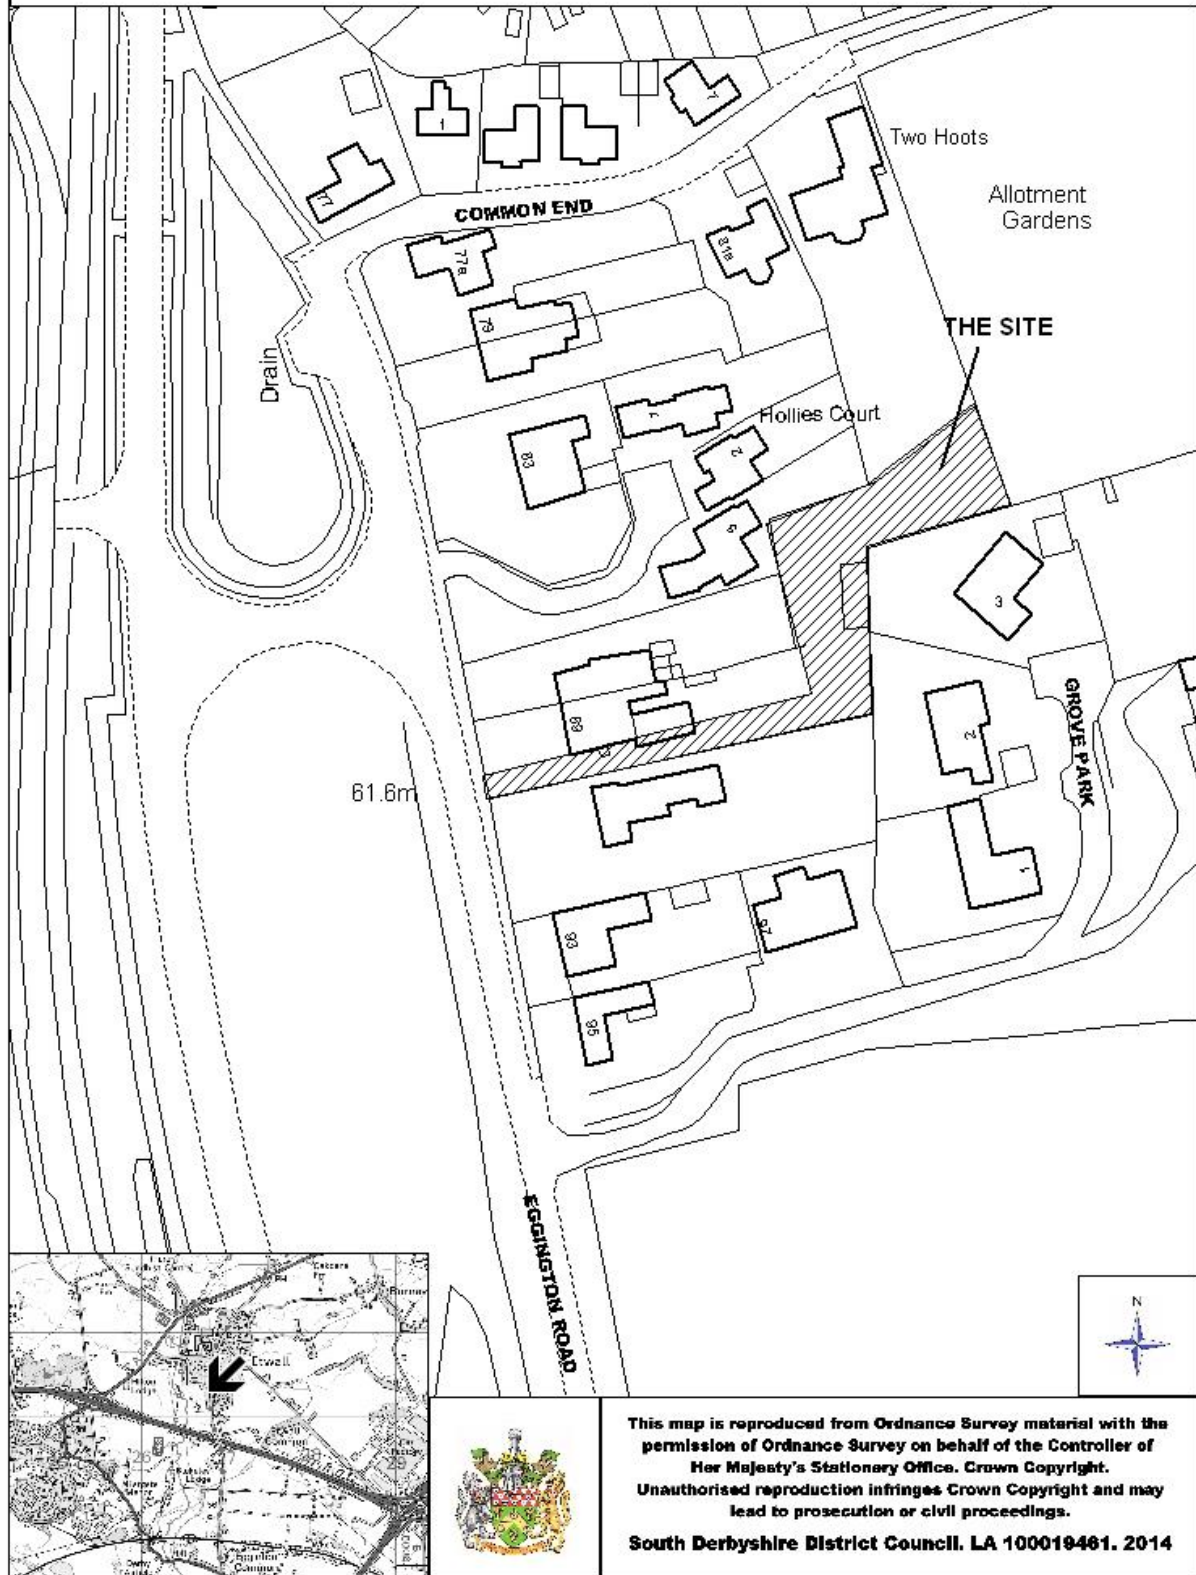 1
7
77
COMMON END
Two Hoots
Allotment
Gardens
77a
81a
79
THE SITE
Drain
1
Hollies Court
83
2
3
89
GROVE PARK
2
61.6m
1
93
97
95
EGGINGTON ROAD
Etwall
N
This map is reproduced from Ordnance Survey material with the
permission of Ordnance Survey on behalf of the Controller of
Her Majesty's Stationery Office. Crown Copyright.
Unauthorised reproduction infringes Crown Copyright and may
lead to prosecution or civil proceedings.
South Derbyshire District Council. LA 100019461. 2014